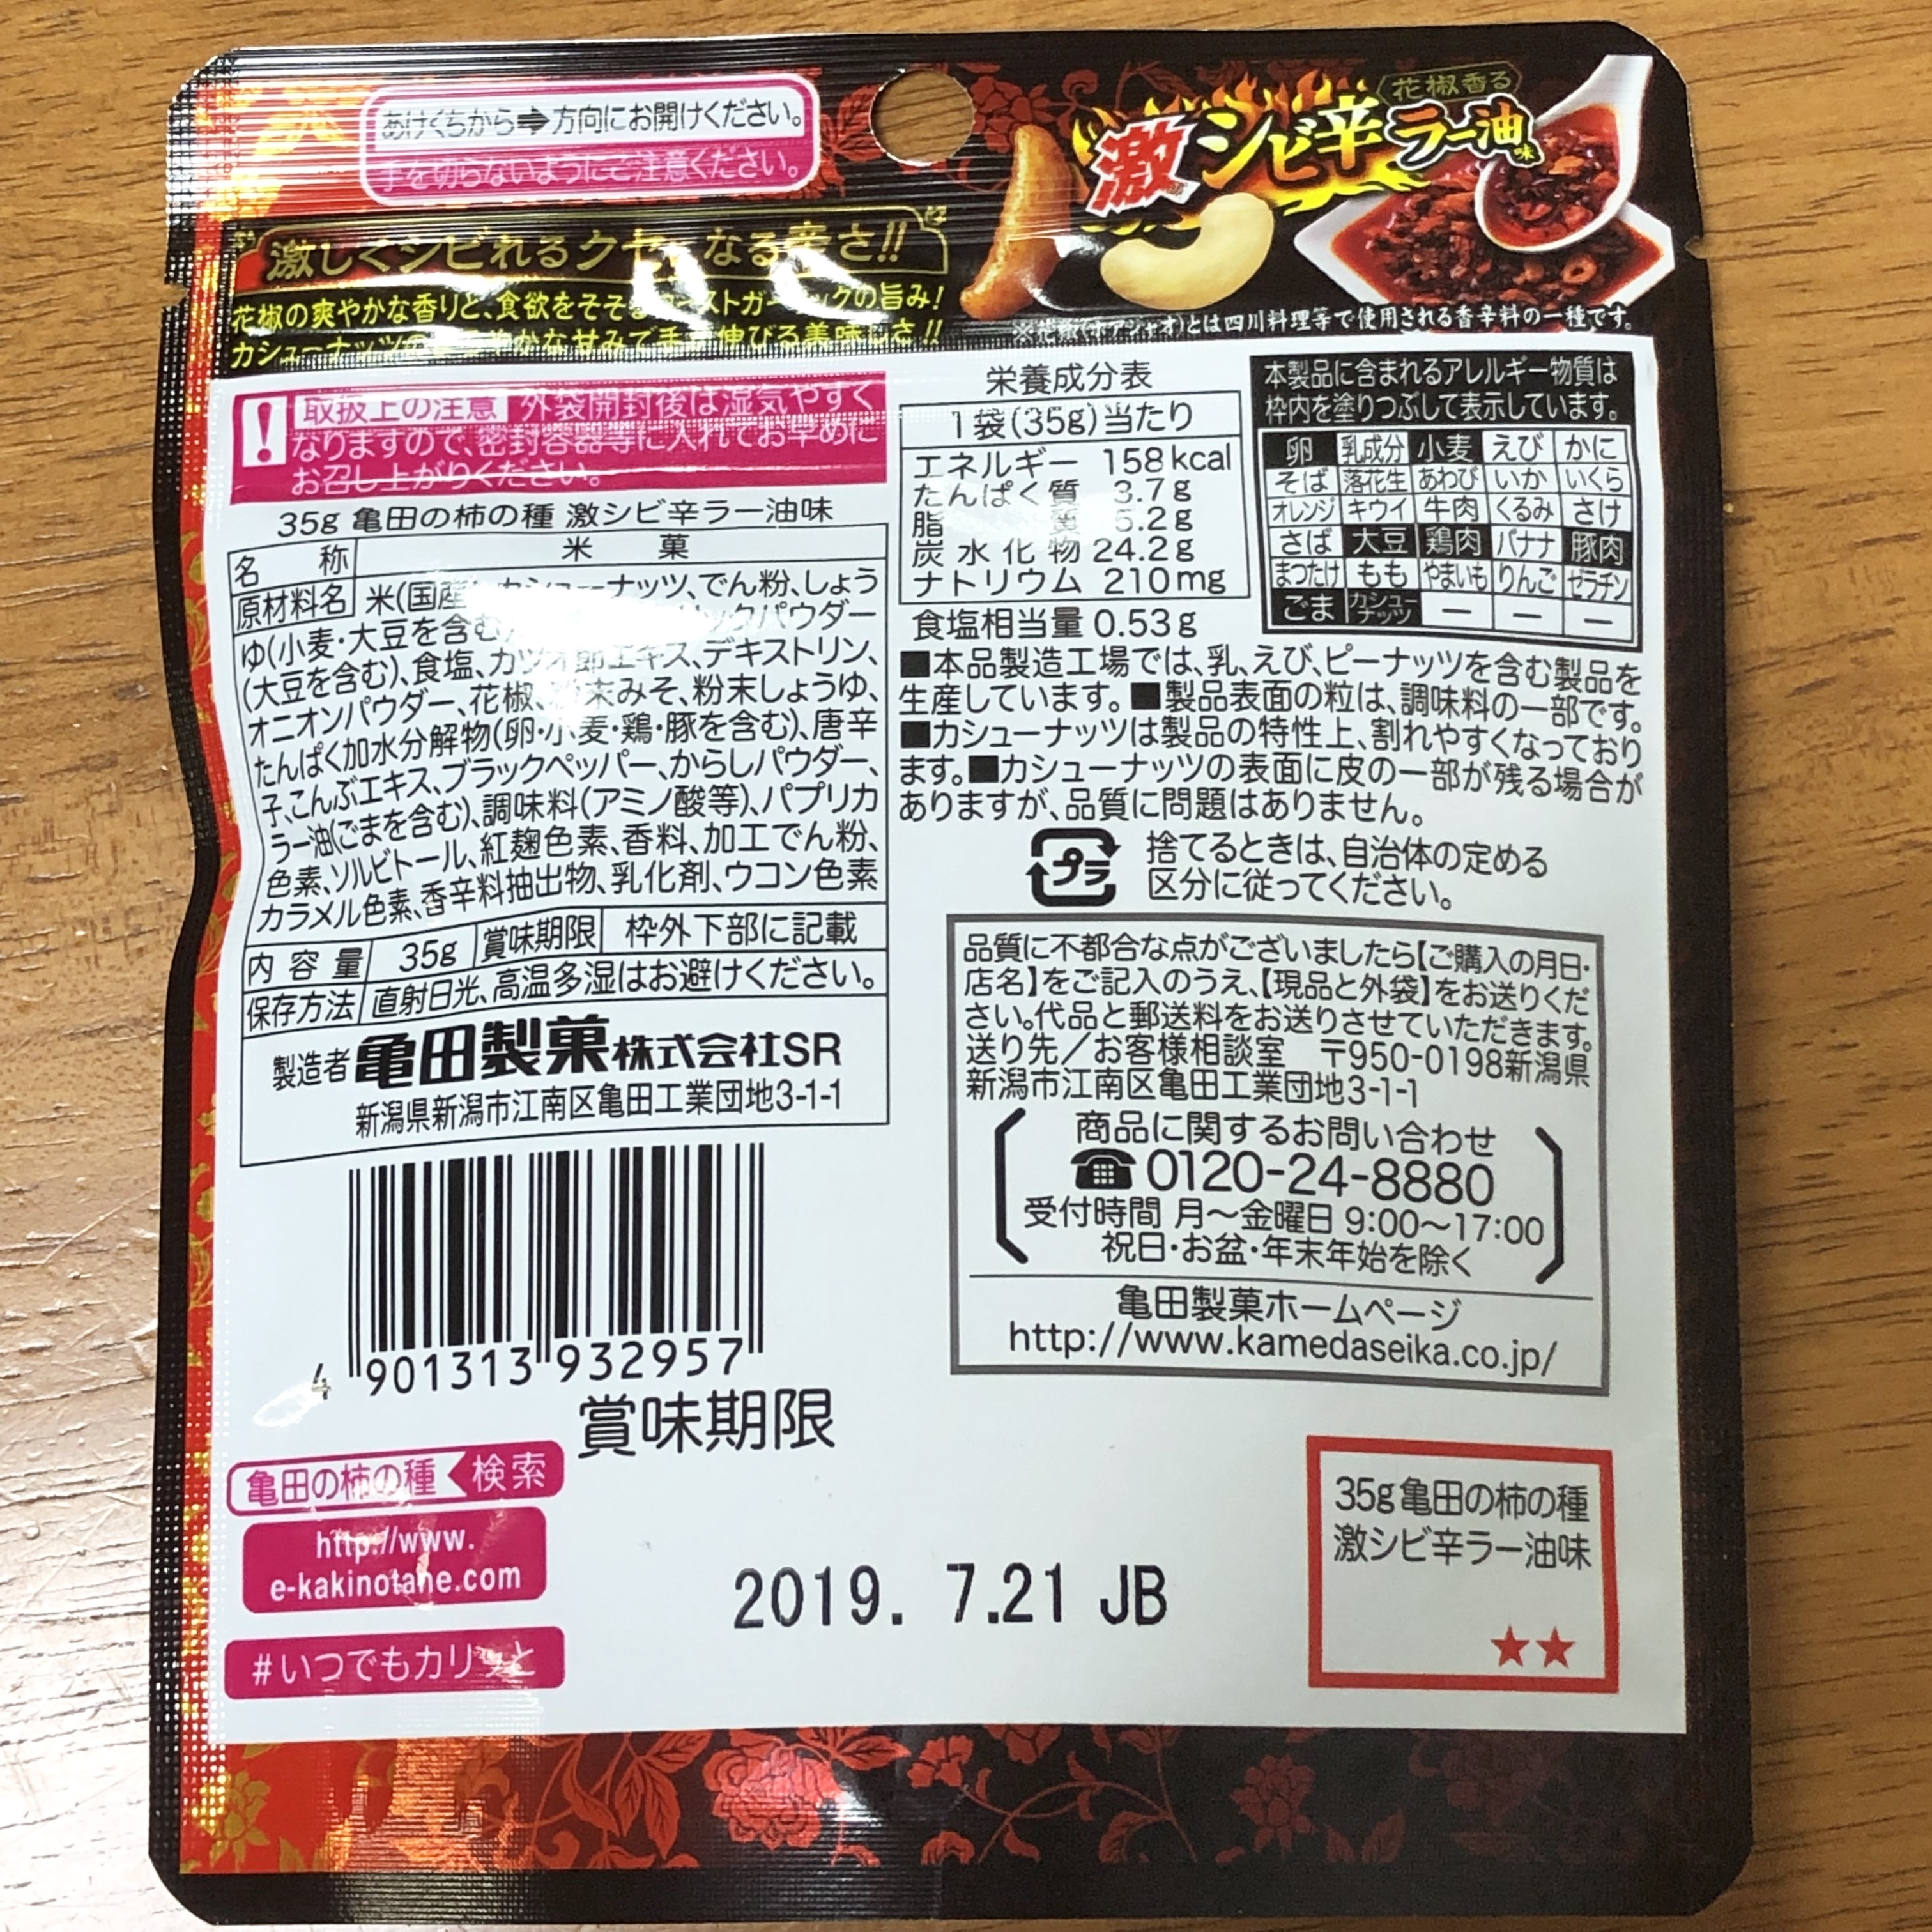 あけくちから➡方向にお開けください。
手を切らないようにご注意ください。
花椒香る
激シビ辛ラー油味
激しくシビれるクセ なる辛さ!!
花椒の爽やかな香りと、食欲をそそ ガー ックの旨み!
カシューナッツの やかな甘みで手 伸びる美味しさ!!
※花椒(ホアジャオ)とは四川料理等で使用される香辛料の一種です。
! 取扱上の注意 外袋開封後は湿気やすく
なりますので、密封容器等に入れてお早めに
お召し上がりください。
35g 亀田の柿の種 激シビ辛ラー油味
名称 米菓
原材料名 米(国産 カシューナッツ、でん粉、しょう
ゆ(小麦・大豆を含む) ックパウダー
(大豆を含む)、食塩、カツオ節エキス、デキストリン、
オニオンパウダー、花椒、粉末みそ、粉末しょうゆ、
たんぱく加水分解物(卵・小麦・鶏・豚を含む)、唐辛
子、こんぶエキス、ブラックペッパー、からしパウダー、
ラー油(ごまを含む)、調味料(アミノ酸等)、パプリカ
色素、ソルビトール、紅麹色素、香料、加工でん粉、
カラメル色素、香辛料抽出物、乳化剤、ウコン色素
内容量 35g 賞味期限 枠外下部に記載
保存方法 直射日光、高温多湿はお避けください。
製造者 亀田製菓株式会社SR
新潟県新潟市江南区亀田工業団地3-1-1
栄養成分表
1袋(35g)当たり
エネルギー 158kcal
たんぱく質 3.7g
脂質 5.2g
炭水化物 24.2g
ナトリウム 210mg
食塩相当量 0.53g
本製品に含まれるアレルギー物質は
枠内を塗りつぶして表示しています。
卵 乳成分 小麦 えび かに
そば 落花生 あわび いか いくら
オレンジ キウイ 牛肉 くるみ さけ
さば 大豆 鶏肉 バナナ 豚肉
まつたけ もも やまいも りんご ゼラチン
ごま カシューナッツ ー ー ー
■本品製造工場では、乳、えび、ピーナッツを含む製品を
生産しています。■製品表面の粒は、調味料の一部です。
■カシューナッツは製品の特性上、割れやすくなっており
ます。■カシューナッツの表面に皮の一部が残る場合が
ありますが、品質に問題はありません。
プラ
捨てるときは、自治体の定める
区分に従ってください。
品質に不都合な点がございましたら【ご購入の月日・
店名】をご記入のうえ、【現品と外袋】をお送りくだ
さい。代品と郵送料をお送りさせていただきます。
送り先/お客様相談室 〒950-0198新潟県
新潟市江南区亀田工業団地3-1-1
商品に関するお問い合わせ
☎0120-24-8880
受付時間 月〜金曜日 9:00〜17:00
祝日・お盆・年末年始を除く
亀田製菓ホームページ
http://www.kamedaseika.co.jp/
4 901313 932957
賞味期限
亀田の柿の種 検索
http://www.
e-kakinotane.com
#いつでもカリッと
2019. 7.21 JB
35g亀田の柿の種
激シビ辛ラー油味
★★